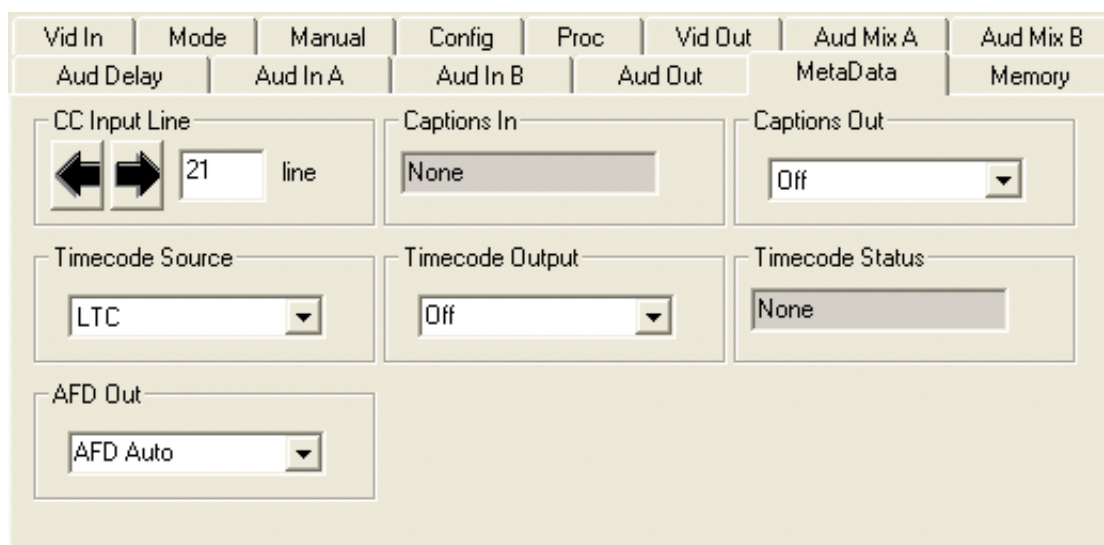 Vid In Mode Manual Config Proc Vid Out Aud Mix A Aud Mix B
Aud Delay Aud In A Aud In B Aud Out MetaData Memory
CC Input Line Captions In Captions Out
21 line None Off
Timecode Source Timecode Output Timecode Status
LTC Off None
AFD Out
AFD Auto